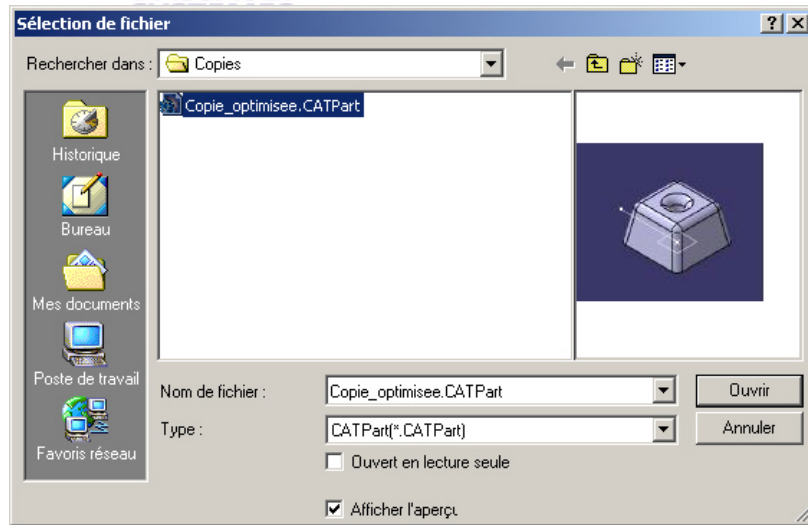 Sélection de fichier
Rechercher dans :
Copies
Copie_optimisee.CATPart
Historique
Bureau
Mes documents
Poste de travail
Favoris réseau
Nom de fichier :
Copie_optimisee.CATPart
Ouvrir
Type :
CATPart(*.CATPart)
Annuler
Ouvert en lecture seule
Afficher l'aperçu